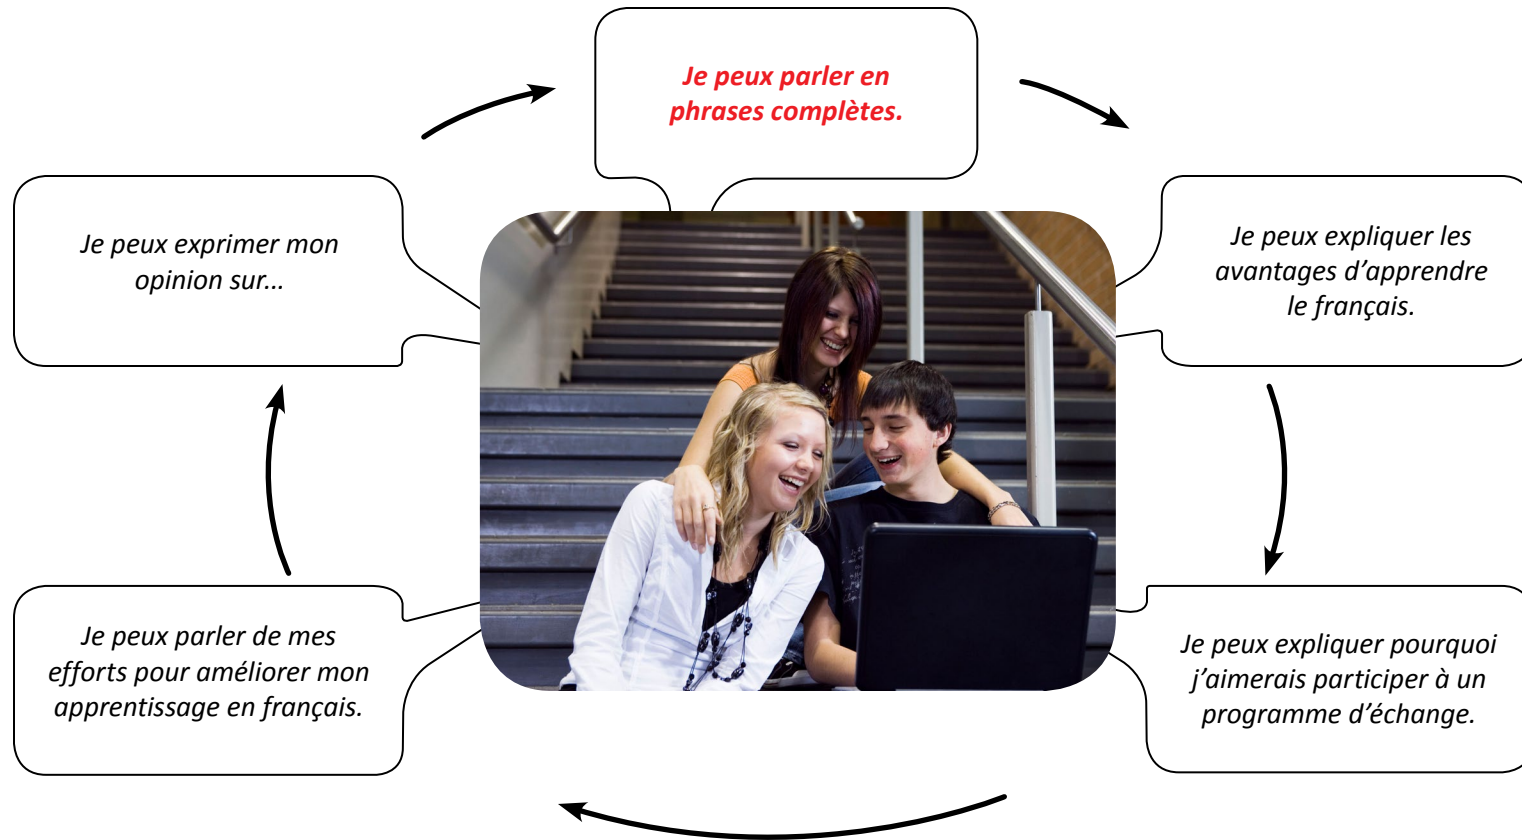 Je peux parler en
phrases complètes.
Je peux expliquer les
avantages d’apprendre
le français.
Je peux expliquer pourquoi
j’aimerais participer à un
programme d’échange.
Je peux parler de mes
efforts pour améliorer mon
apprentissage en français.
Je peux exprimer mon
opinion sur...